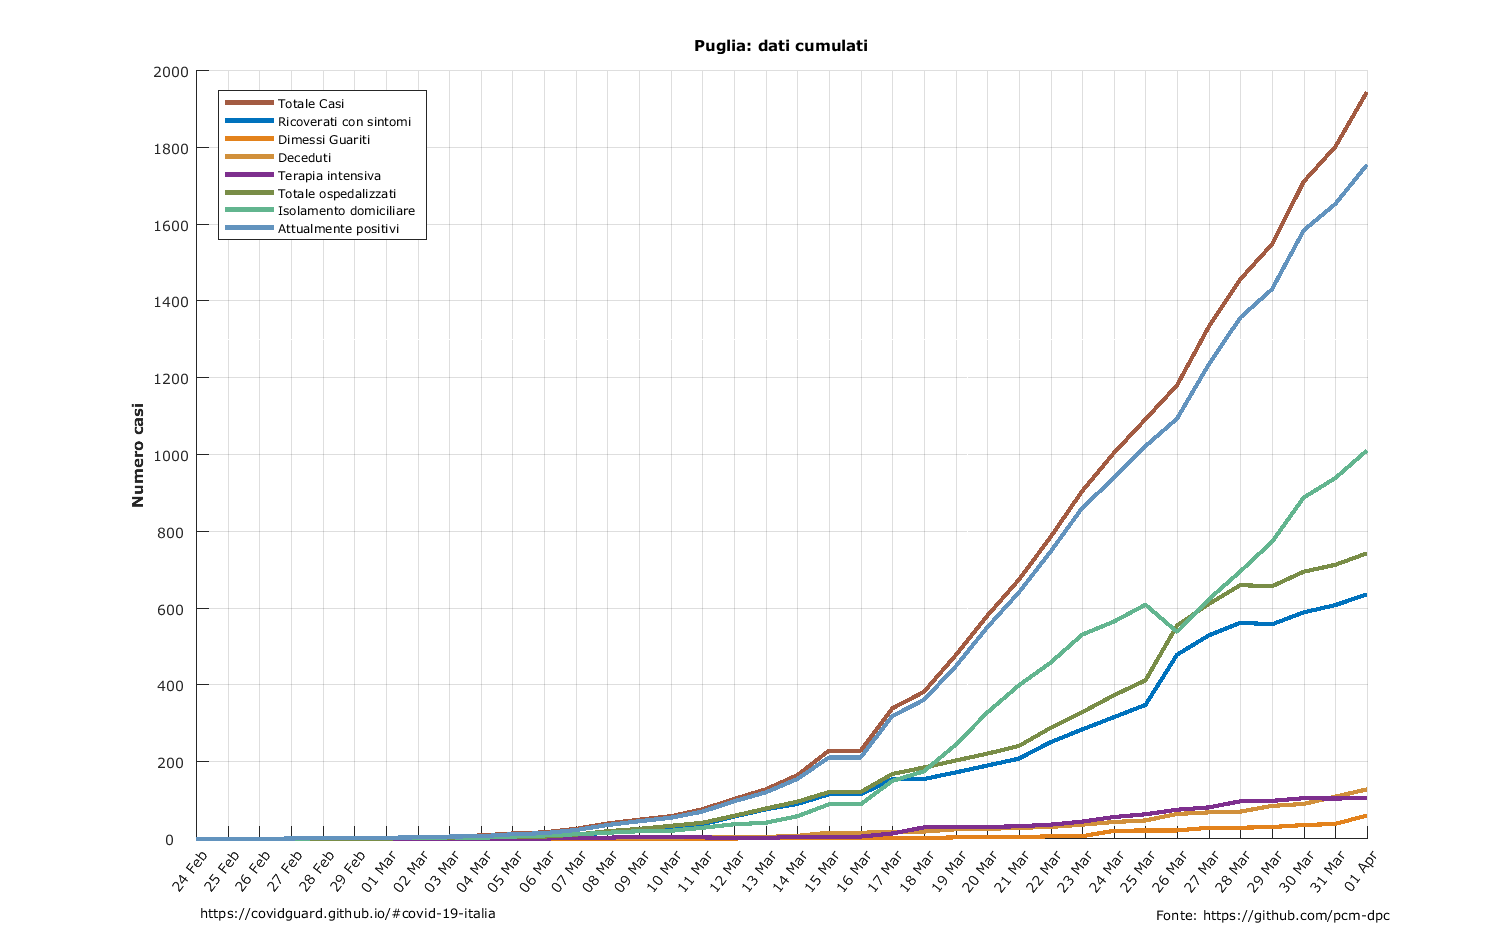 Puglia: dati cumulati
Numero casi
2000
1800
1600
1400
1200
1000
800
600
400
200
0
Totale Casi
Ricoverati con sintomi
Dimessi Guariti
Deceduti
Terapia intensiva
Totale ospedalizzati
Isolamento domiciliare
Attualmente positivi
24 Feb
25 Feb
26 Feb
27 Feb
28 Feb
29 Feb
01 Mar
02 Mar
03 Mar
04 Mar
05 Mar
06 Mar
07 Mar
08 Mar
09 Mar
10 Mar
11 Mar
12 Mar
13 Mar
14 Mar
15 Mar
16 Mar
17 Mar
18 Mar
19 Mar
20 Mar
21 Mar
22 Mar
23 Mar
24 Mar
25 Mar
26 Mar
27 Mar
28 Mar
29 Mar
30 Mar
31 Mar
01 Apr
https://covidguard.github.io/#covid-19-italia
Fonte: https://github.com/pcm-dpc